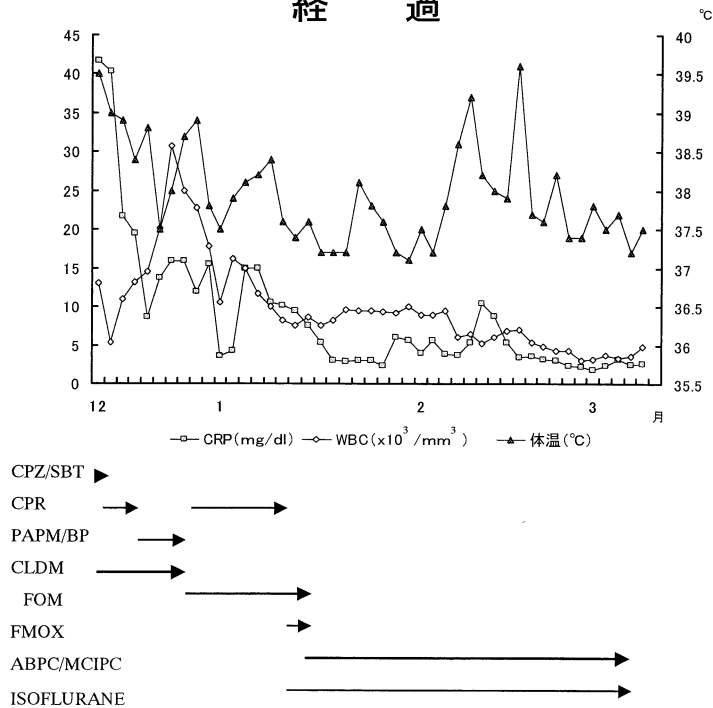 経 過
℃
45
40
35
30
25
20
15
10
5
0
40
39.5
39
38.5
38
37.5
37
36.5
36
35.5
12 1 2 3 月
CRP(mg/dl) WBC(x10³/mm³) 体温(℃)
CPZ/SBT
CPR
PAPM/BP
CLDM
FOM
FMOX
ABPC/MCIPC
ISOFLURANE